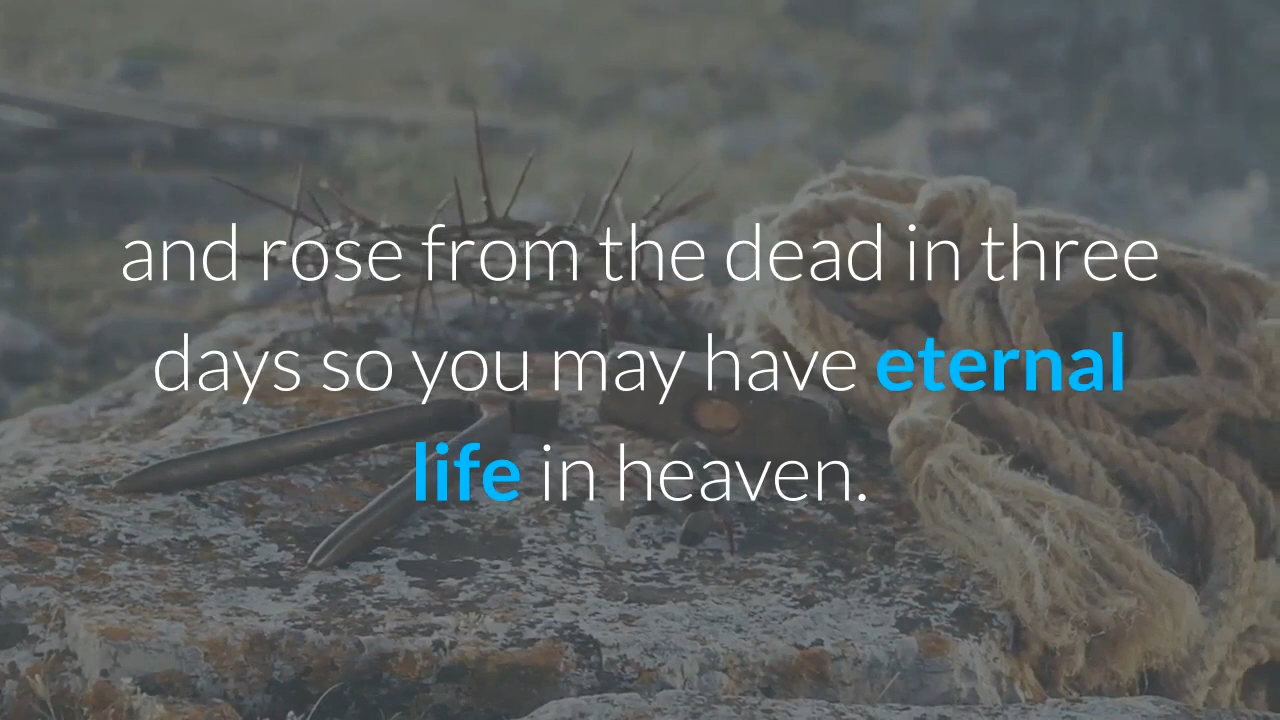 and rose from the dead in three
days so you may have eternal
life in heaven.